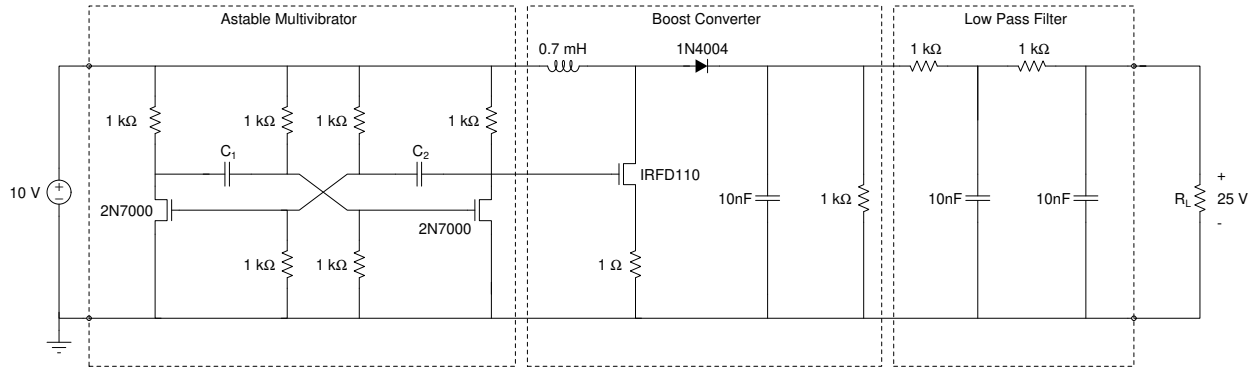 Astable Multivibrator
Boost Converter
Low Pass Filter
0.7 mH
1N4004
1 kΩ
1 kΩ
1 kΩ
1 kΩ
1 kΩ
1 kΩ
C1
C2
10 V
2N7000
2N7000
IRFD110
10nF
1 kΩ
10nF
10nF
RL
+
25 V
-
1 kΩ
1 kΩ
1 Ω